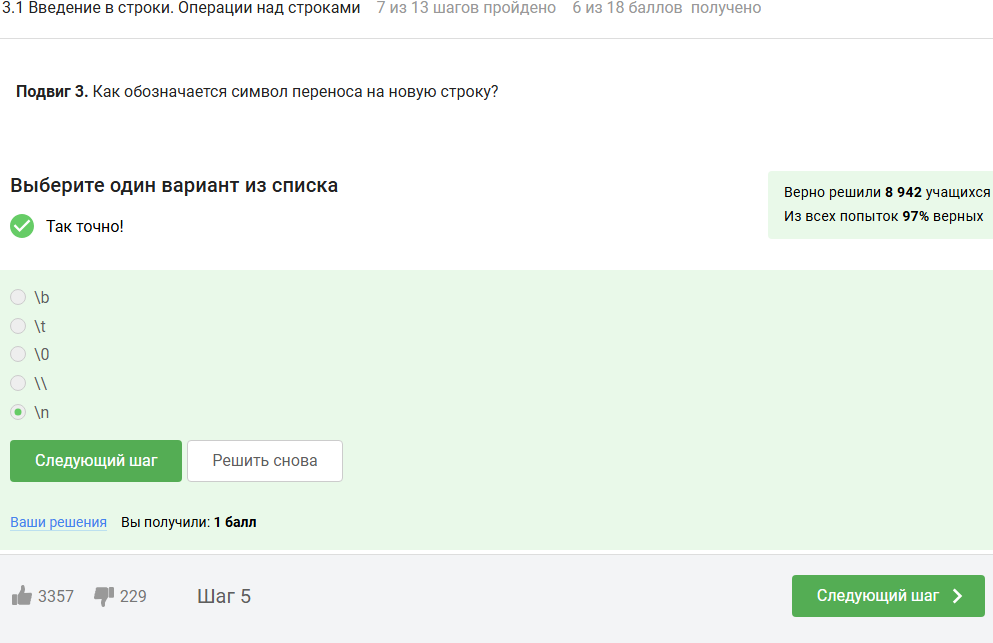 3.1 Введение в строки. Операции над строками 7 из 13 шагов пройдено 6 из 18 баллов получено
Подвиг 3. Как обозначается символ переноса на новую строку?
Выберите один вариант из списка
Так точно!
Верно решили 8 942 учащихся
Из всех попыток 97% верных
\b
\t
\0
\\
\n
Следующий шаг Решить снова
Ваши решения Вы получили: 1 балл
3357 229 Шаг 5 Следующий шаг